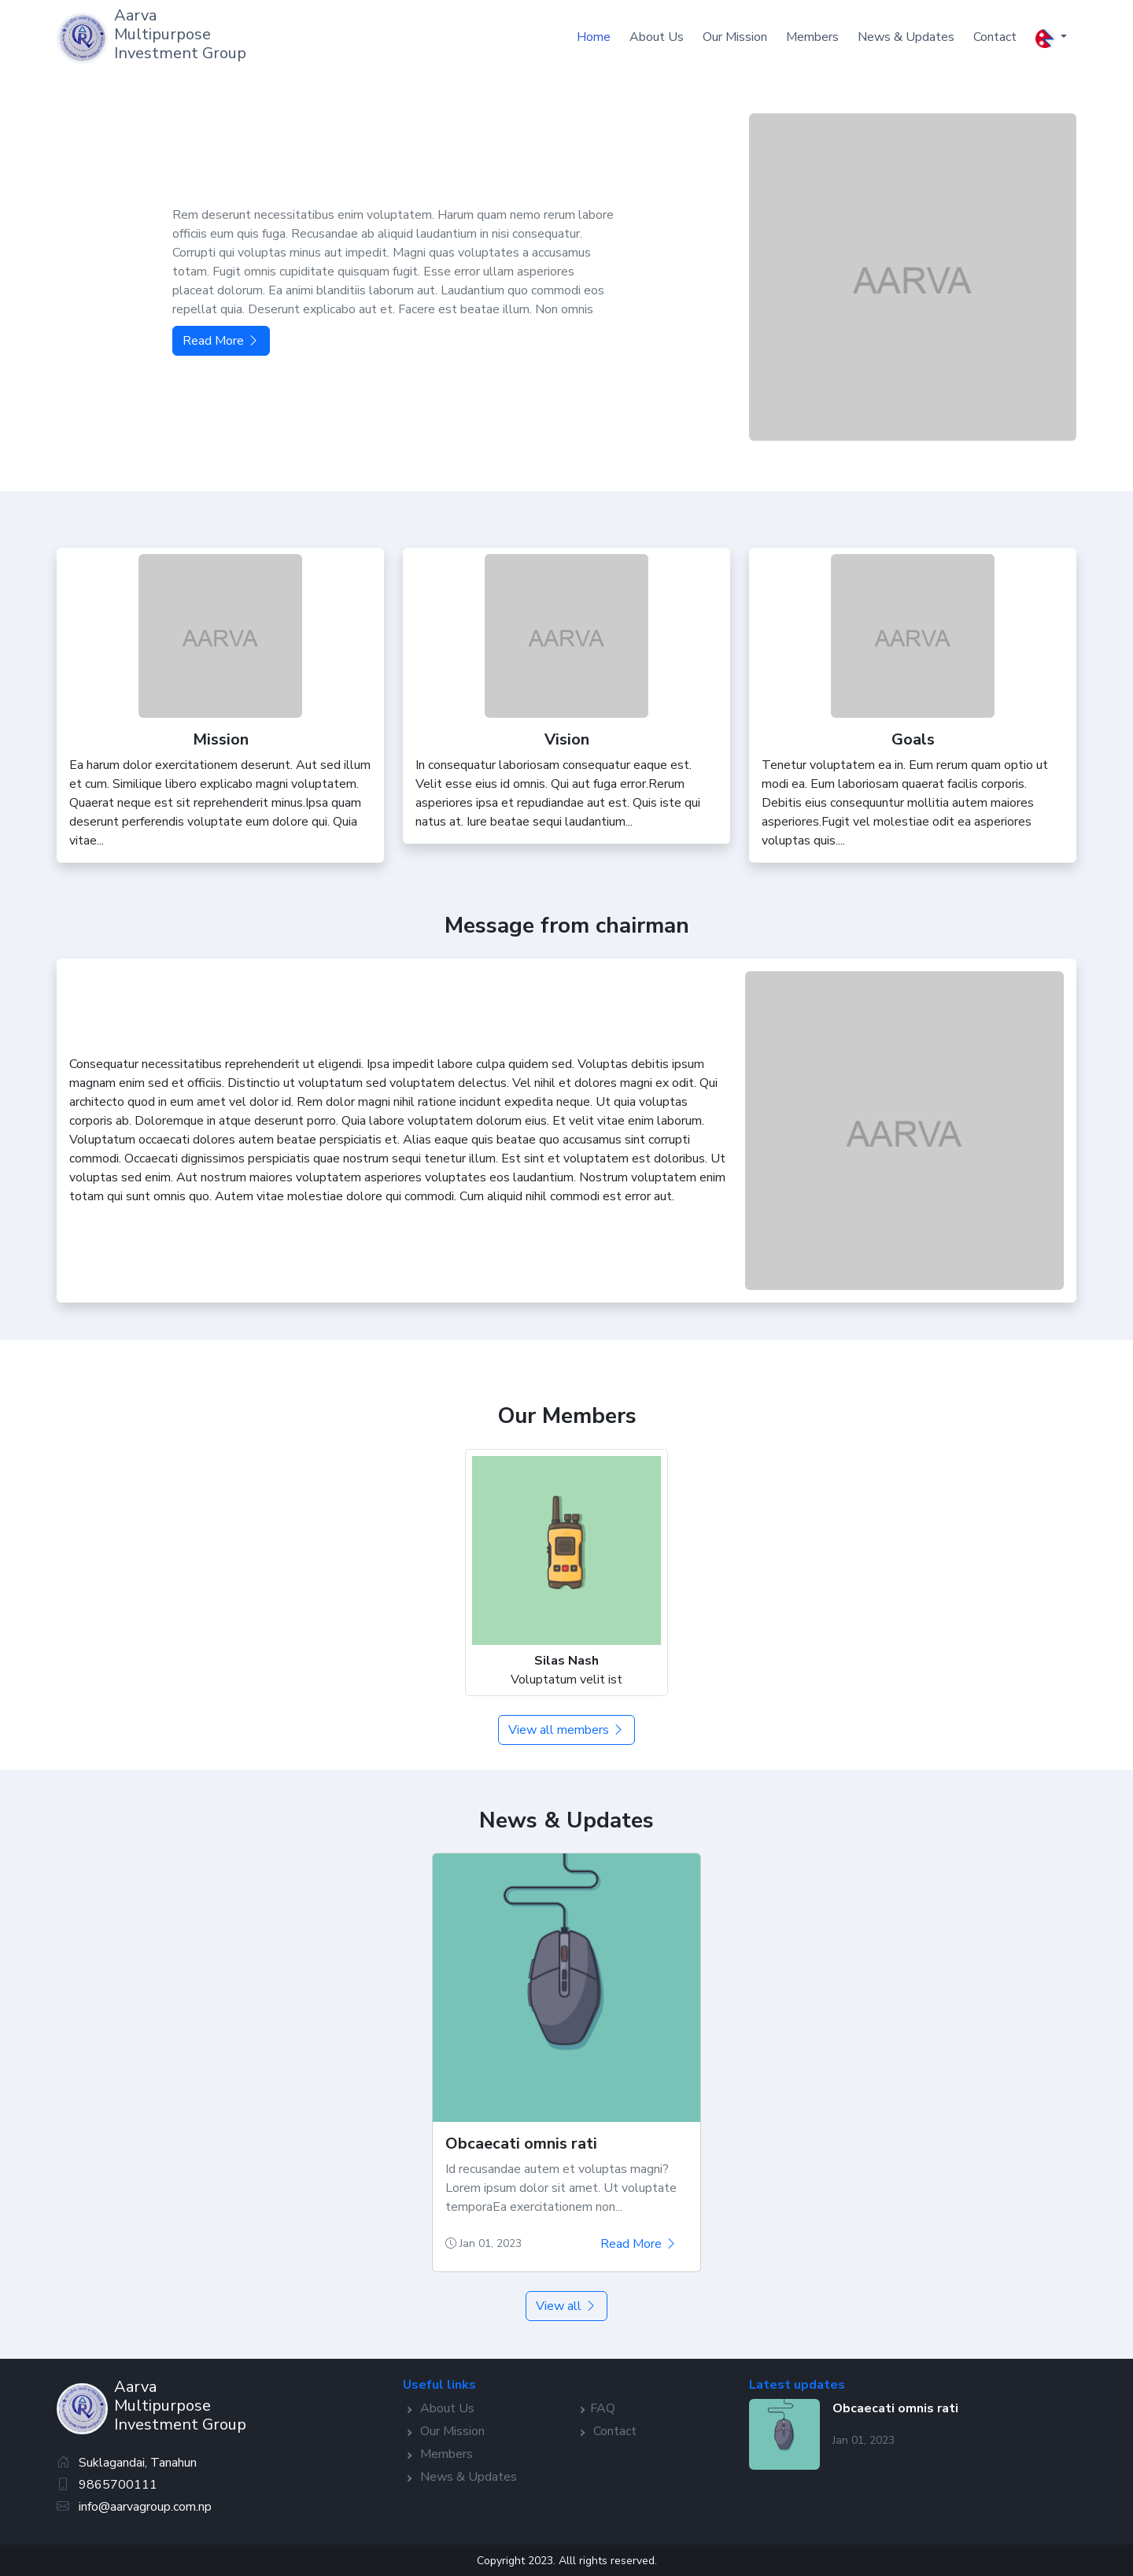 Aarva
Multipurpose
Investment Group
Home About Us Our Mission Members News & Updates Contact
Rem deserunt necessitatibus enim voluptatem. Harum quam nemo rerum labore
officiis eum quis fuga. Recusandae ab aliquid laudantium in nisi consequatur.
Corrupti qui voluptas minus aut impedit. Magni quas voluptates a accusamus
totam. Fugit omnis cupiditate quisquam fugit. Esse error ullam asperiores
placeat dolorum. Ea animi blanditiis laborum aut. Laudantium quo commodi eos
repellat quia. Deserunt explicabo aut et. Facere est beatae illum. Non omnis
Read More
AARVA
AARVA
Mission
Ea harum dolor exercitationem deserunt. Aut sed illum
et cum. Similique libero explicabo magni voluptatem.
Quaerat neque est sit reprehenderit minus.Ipsa quam
deserunt perferendis voluptate eum dolore qui. Quia
vitae...
AARVA
Vision
In consequatur laboriosam consequatur eaque est.
Velit esse eius id omnis. Qui aut fuga error.Rerum
asperiores ipsa et repudiandae aut est. Quis iste qui
natus at. Iure beatae sequi laudantium...
AARVA
Goals
Tenetur voluptatem ea in. Eum rerum quam optio ut
modi ea. Eum laboriosam quaerat facilis corporis.
Debitis eius consequuntur mollitia autem maiores
asperiores.Fugit vel molestiae odit ea asperiores
voluptas quis....
Message from chairman
Consequatur necessitatibus reprehenderit ut eligendi. Ipsa impedit labore culpa quidem sed. Voluptas debitis ipsum
magnam enim sed et officiis. Distinctio ut voluptatum sed voluptatem delectus. Vel nihil et dolores magni ex odit. Qui
architecto quod in eum amet vel dolor id. Rem dolor magni nihil ratione incidunt expedita neque. Ut quia voluptas
corporis ab. Doloremque in atque deserunt porro. Quia labore voluptatem dolorum eius. Et velit vitae enim laborum.
Voluptatum occaecati dolores autem beatae perspiciatis et. Alias eaque quis beatae quo accusamus sint corrupti
commodi. Occaecati dignissimos perspiciatis quae nostrum sequi tenetur illum. Est sint et voluptatem est doloribus. Ut
voluptas sed enim. Aut nostrum maiores voluptatem asperiores voluptates eos laudantium. Nostrum voluptatem enim
totam qui sunt omnis quo. Autem vitae molestiae dolore qui commodi. Cum aliquid nihil commodi est error aut.
AARVA
Our Members
Silas Nash
Voluptatum velit ist
View all members
News & Updates
Obcaecati omnis rati
Id recusandae autem et voluptas magni?
Lorem ipsum dolor sit amet. Ut voluptate
temporaEa exercitationem non...
Jan 01, 2023 Read More
View all
Aarva
Multipurpose
Investment Group
Suklagandai, Tanahun
9865700111
info@aarvagroup.com.np
Useful links
About Us
Our Mission
Members
News & Updates
FAQ
Contact
Latest updates
Obcaecati omnis rati
Jan 01, 2023
Copyright 2023. Alll rights reserved.